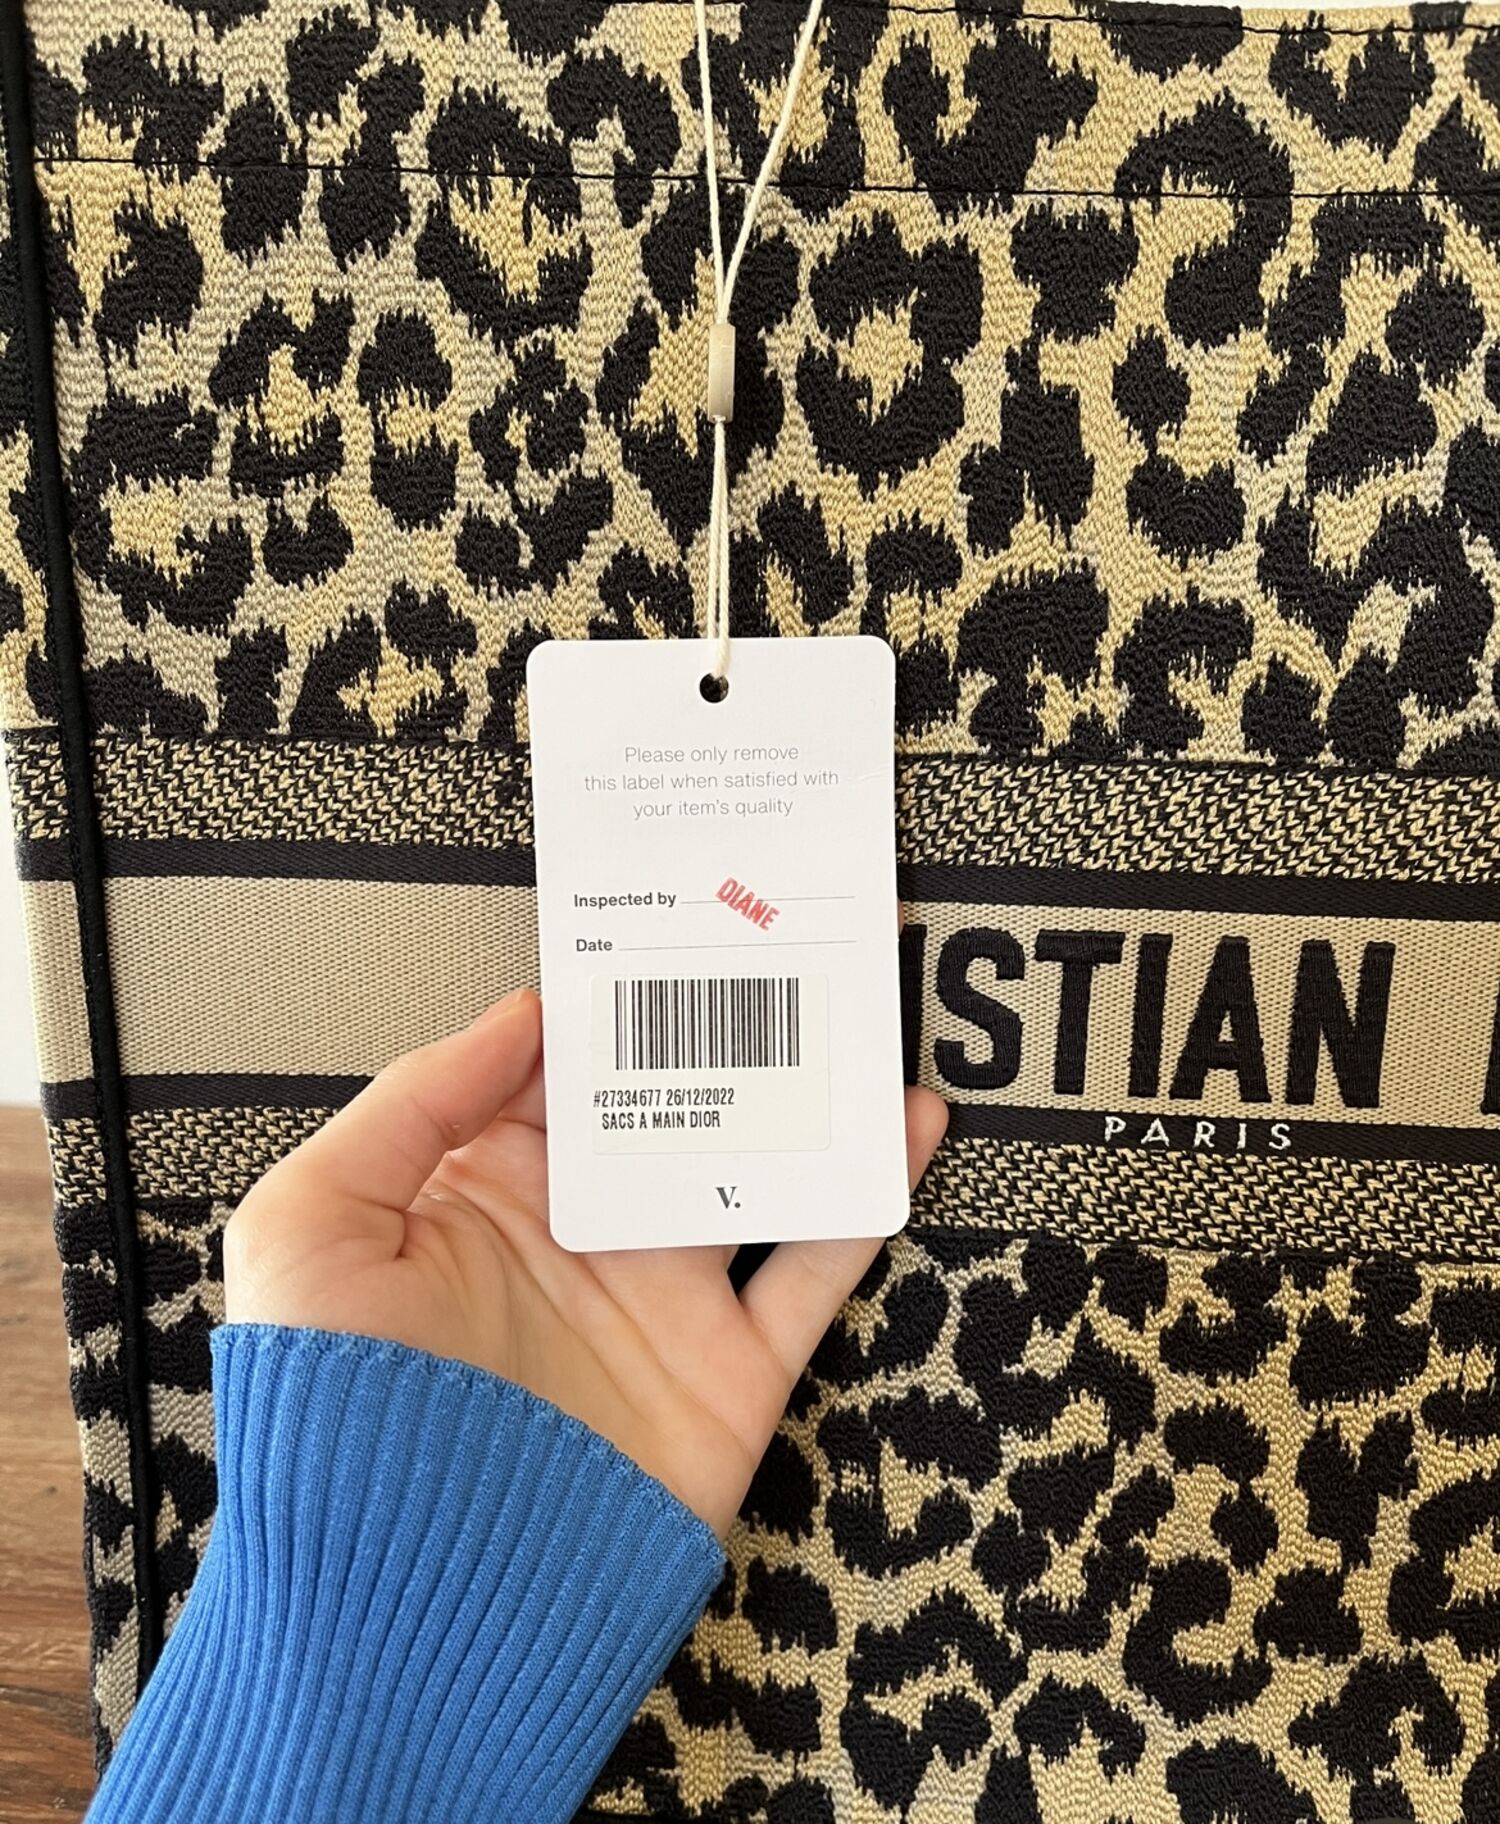 Please only remove
this label when satisfied with
your item's quality
Inspected by DIANE
Date
#27334677 26/12/2022
SACS A MAIN DIOR
V.
ISTIAN
PARIS